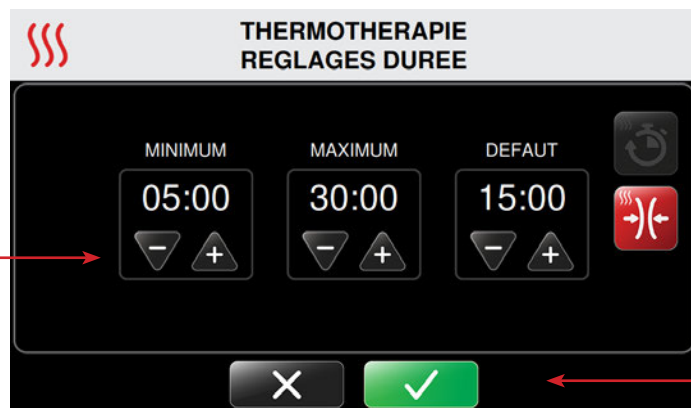 THERMOTHERAPIE
REGLAGES DUREE
MINIMUM MAXIMUM DEFAUT
05:00 30:00 15:00
- + - + - +